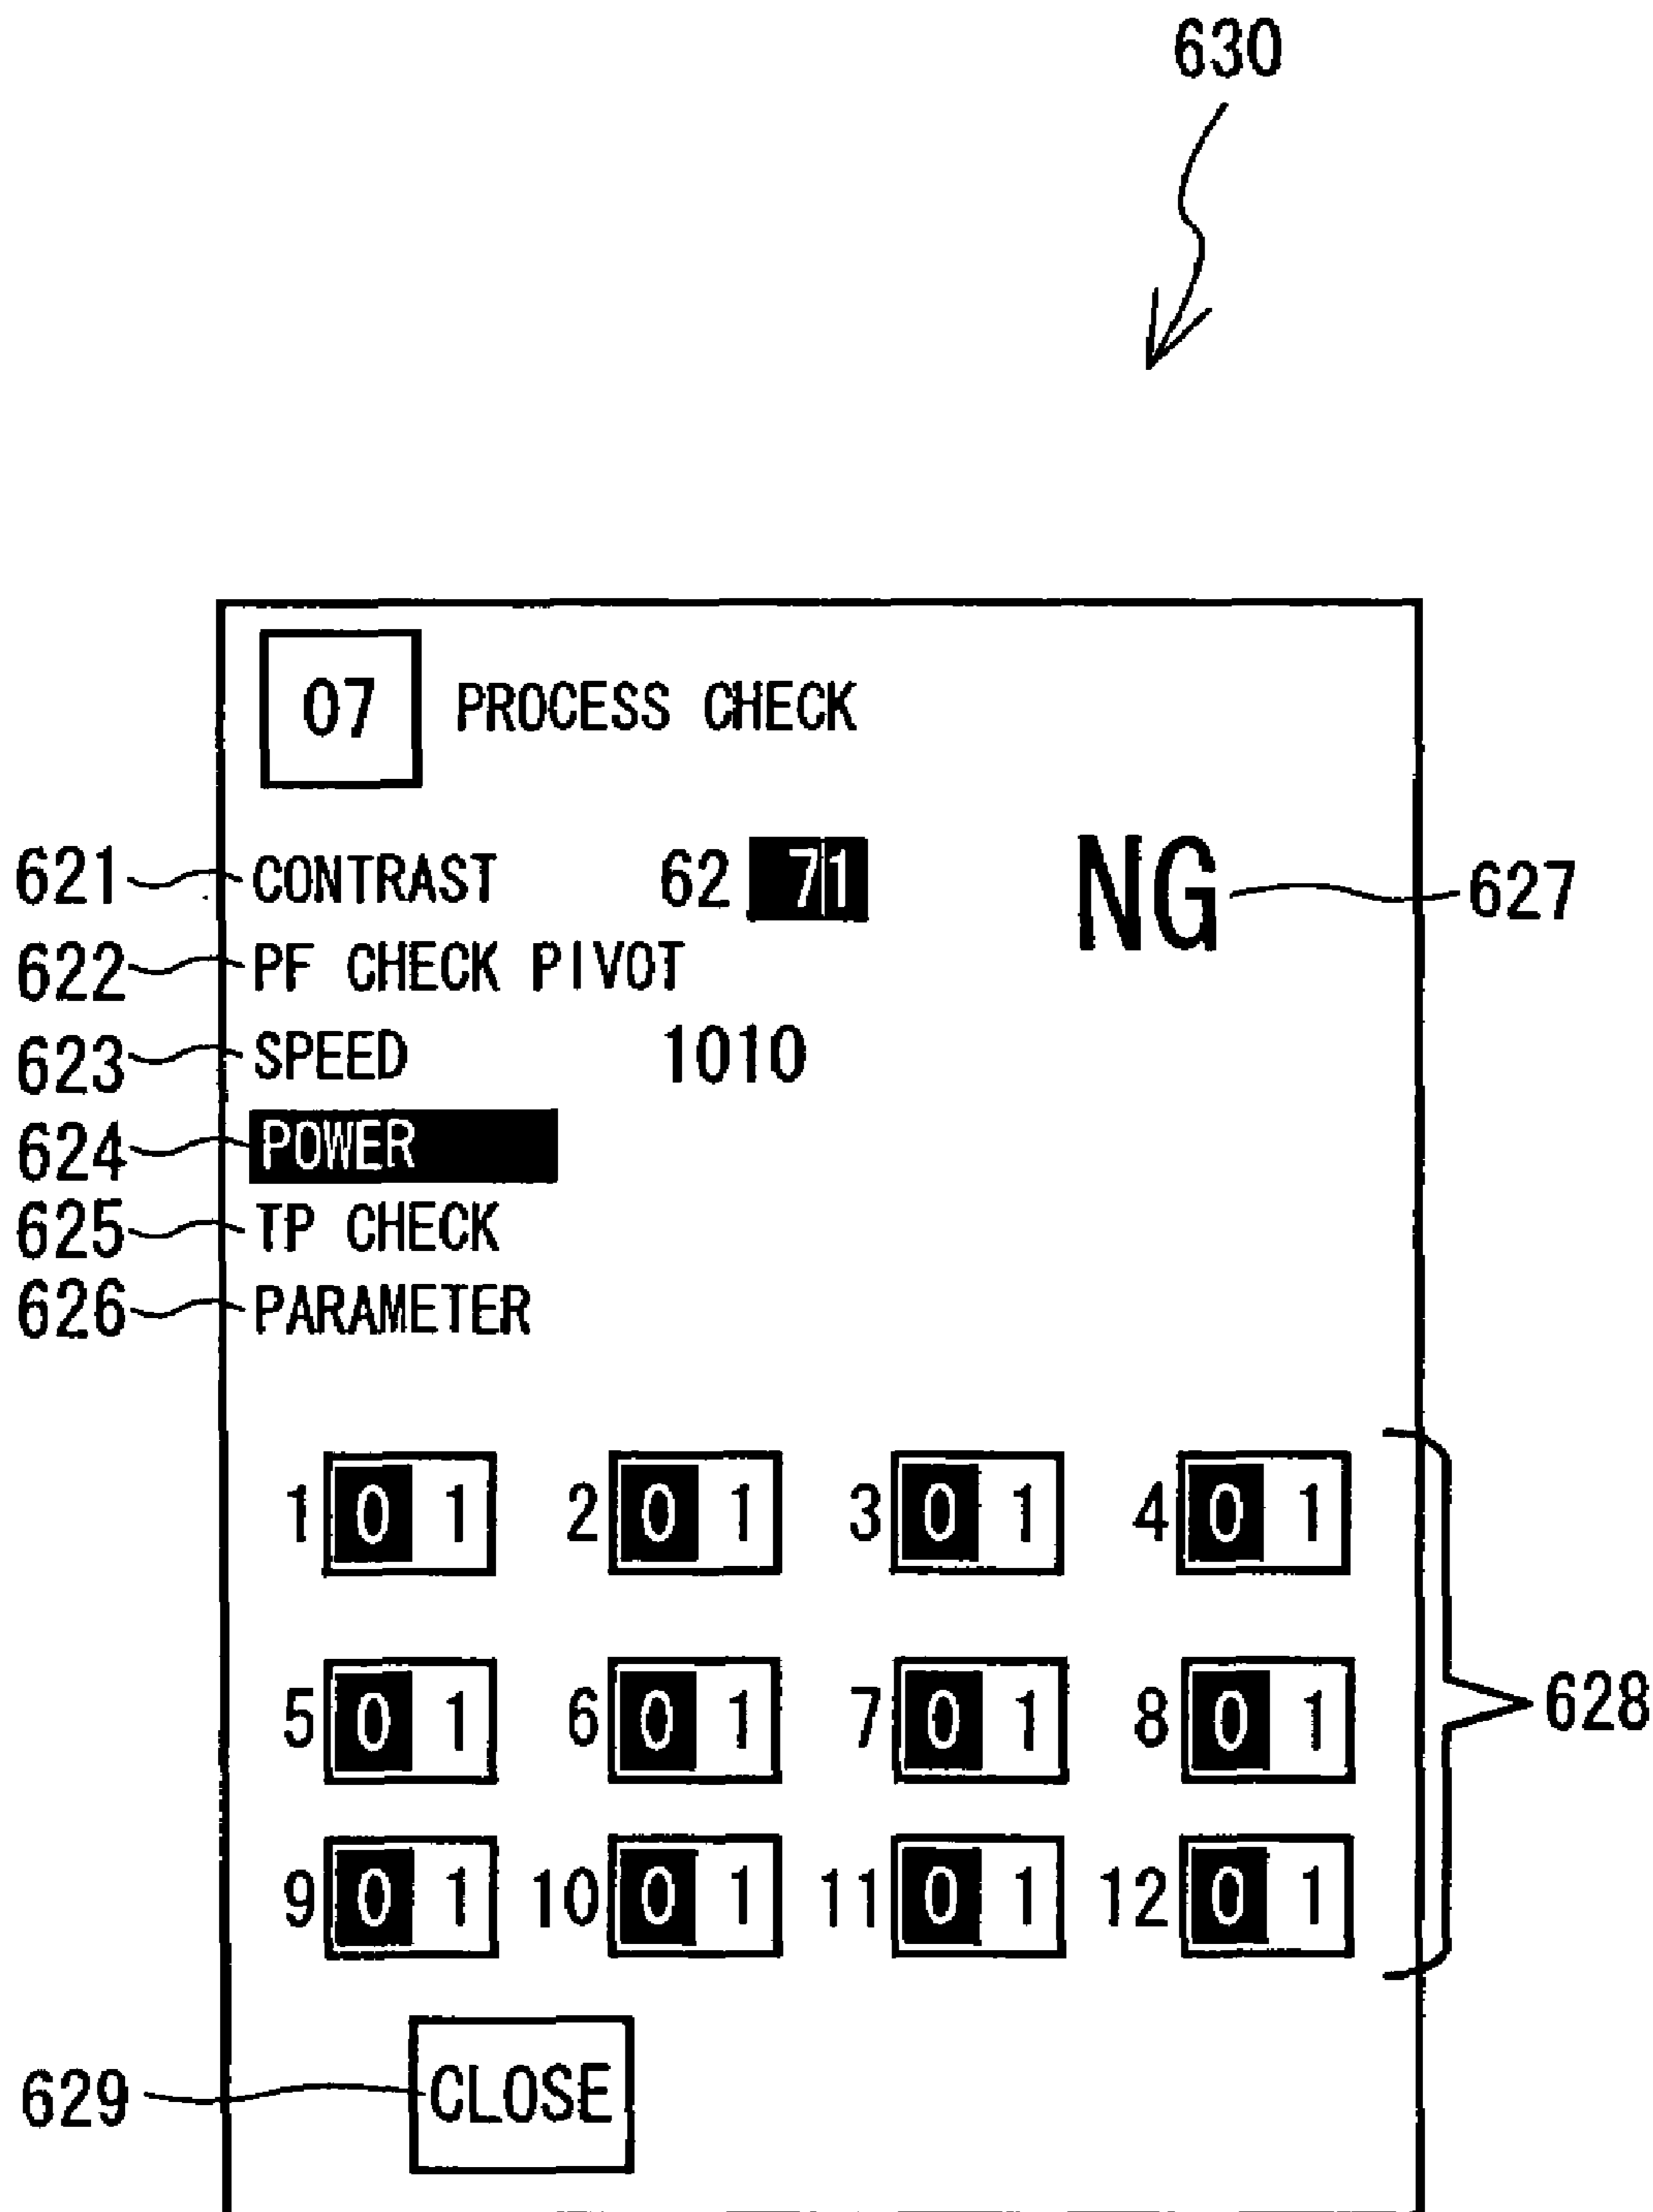 630
07 PROCESS CHECK
621 CONTRAST 62 71 NG 627
622 PF CHECK PIVOT
623 SPEED 1010
624 POWER
625 TP CHECK
626 PARAMETER
1 0 1 2 0 1 3 0 1 4 0 1
5 0 1 6 0 1 7 0 1 8 0 1 628
9 0 1 10 0 1 11 0 1 12 0 1
629 CLOSE